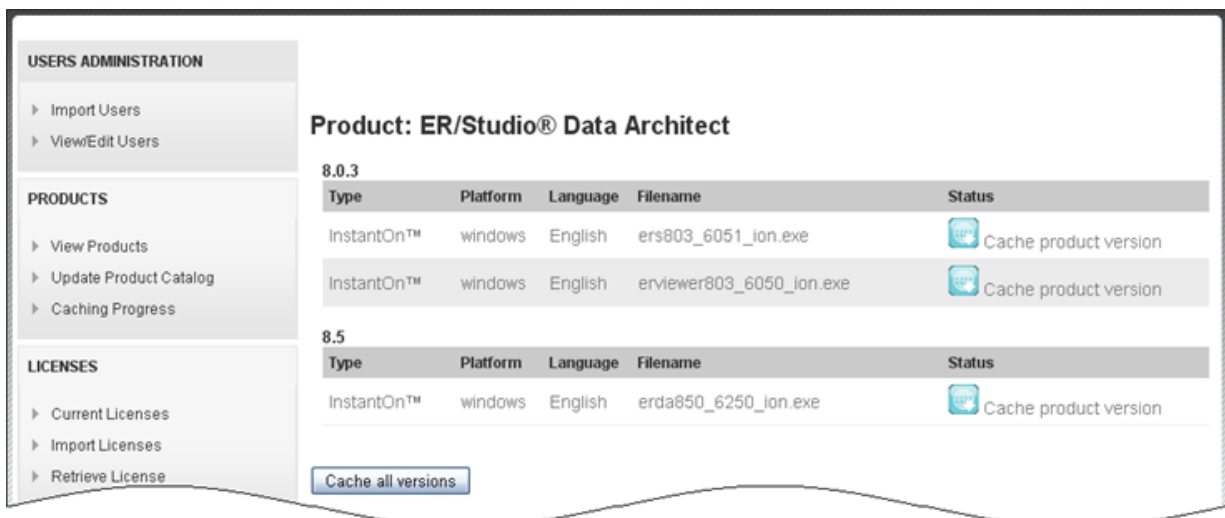 USERS ADMINISTRATION
Import Users
View/Edit Users
PRODUCTS
View Products
Update Product Catalog
Caching Progress
LICENSES
Current Licenses
Import Licenses
Retrieve License
Product: ER/Studio® Data Architect
8.0.3
Type Platform Language Filename Status
InstantOn™ windows English ers803_6051_ion.exe Cache product version
InstantOn™ windows English erviewer803_6050_ion.exe Cache product version
8.5
Type Platform Language Filename Status
InstantOn™ windows English erda850_6250_ion.exe Cache product version
Cache all versions